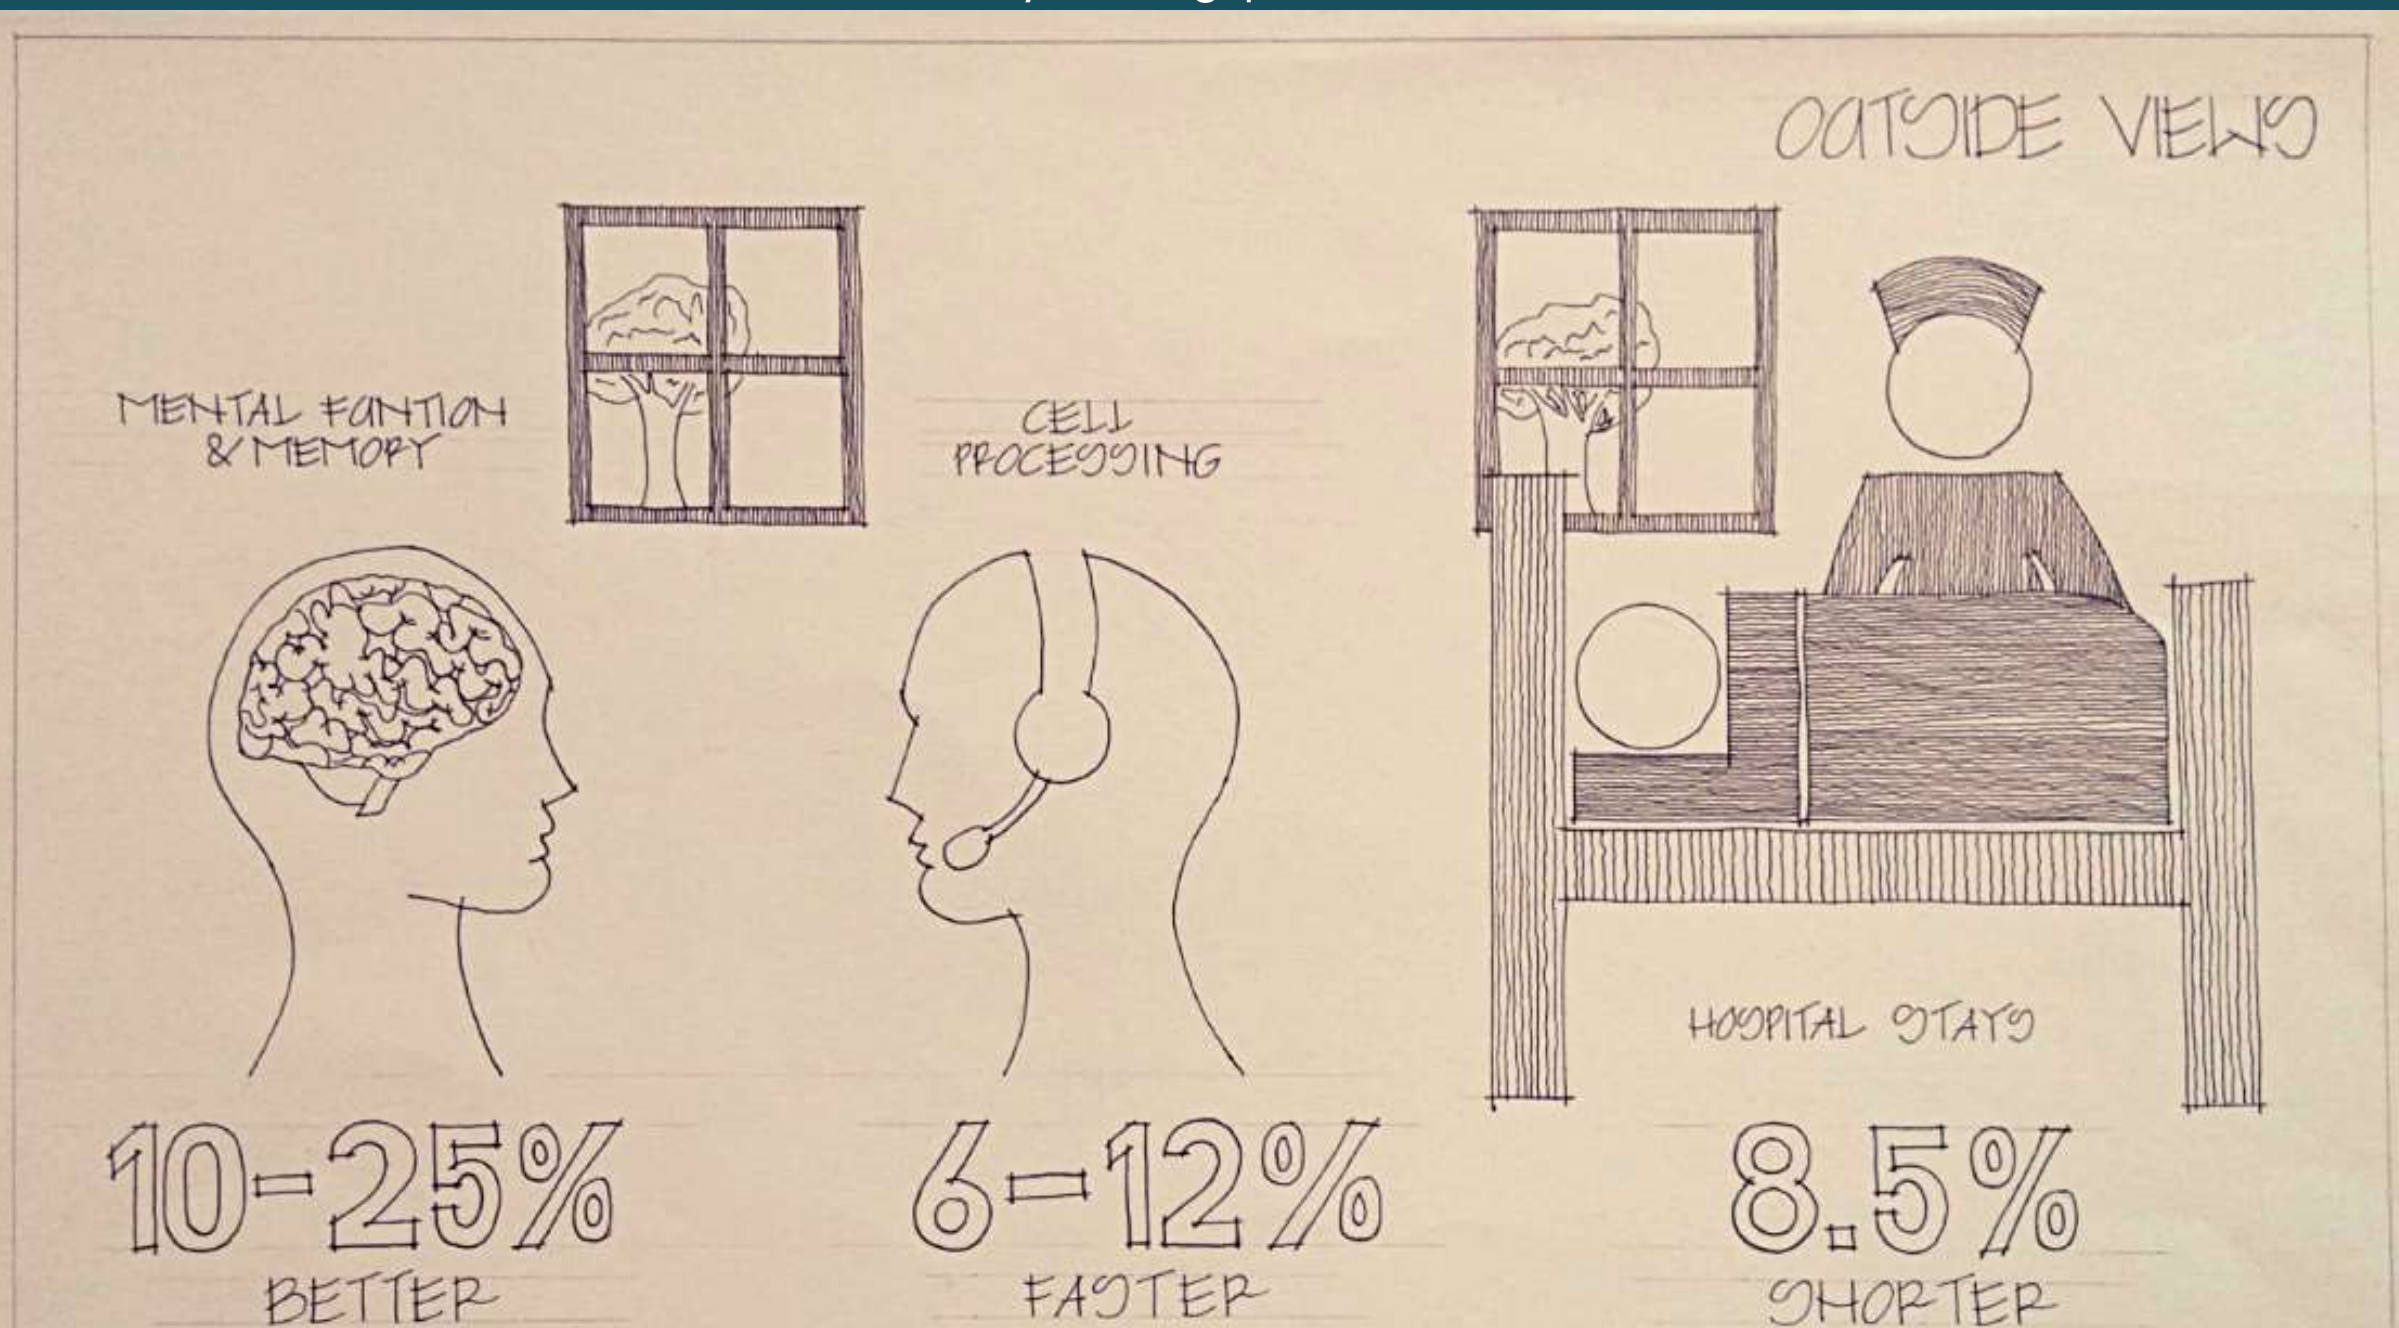 OUTSIDE VIEWS
MENTAL FUNTION
& MEMORY
CELL
PROCESSING
HOSPITAL STAYS
10-25%
BETTER
6-12%
FASTER
8.5%
SHORTER